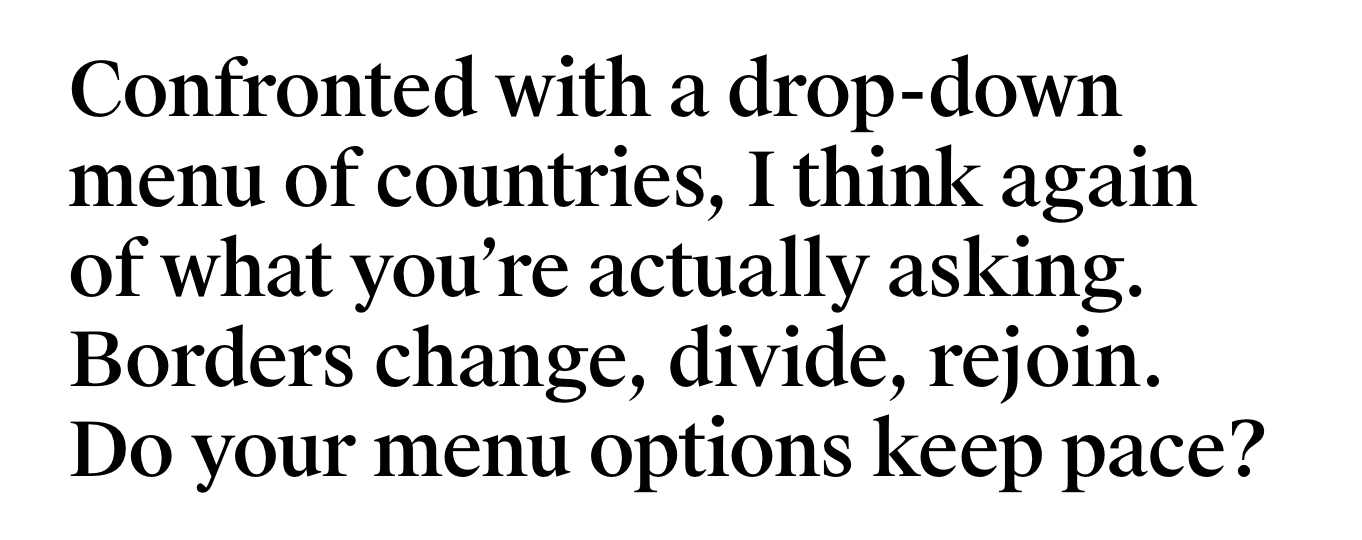 Confronted with a drop-down
menu of countries, I think again
of what you’re actually asking.
Borders change, divide, rejoin.
Do your menu options keep pace?